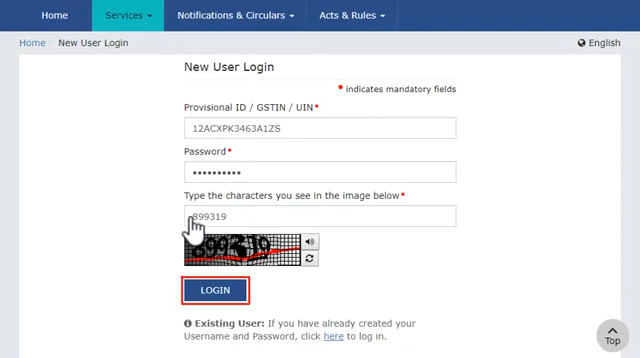 Home Services Notifications & Circulars Acts & Rules
Home New User Login English
New User Login
• indicates mandatory fields
Provisional ID / GSTIN / UIN•
12ACXPK3463A1ZS
Password•
••••••••••
Type the characters you see in the image below•
899319
LOGIN
Existing User: If you have already created your
Username and Password, click here to log in.
Top